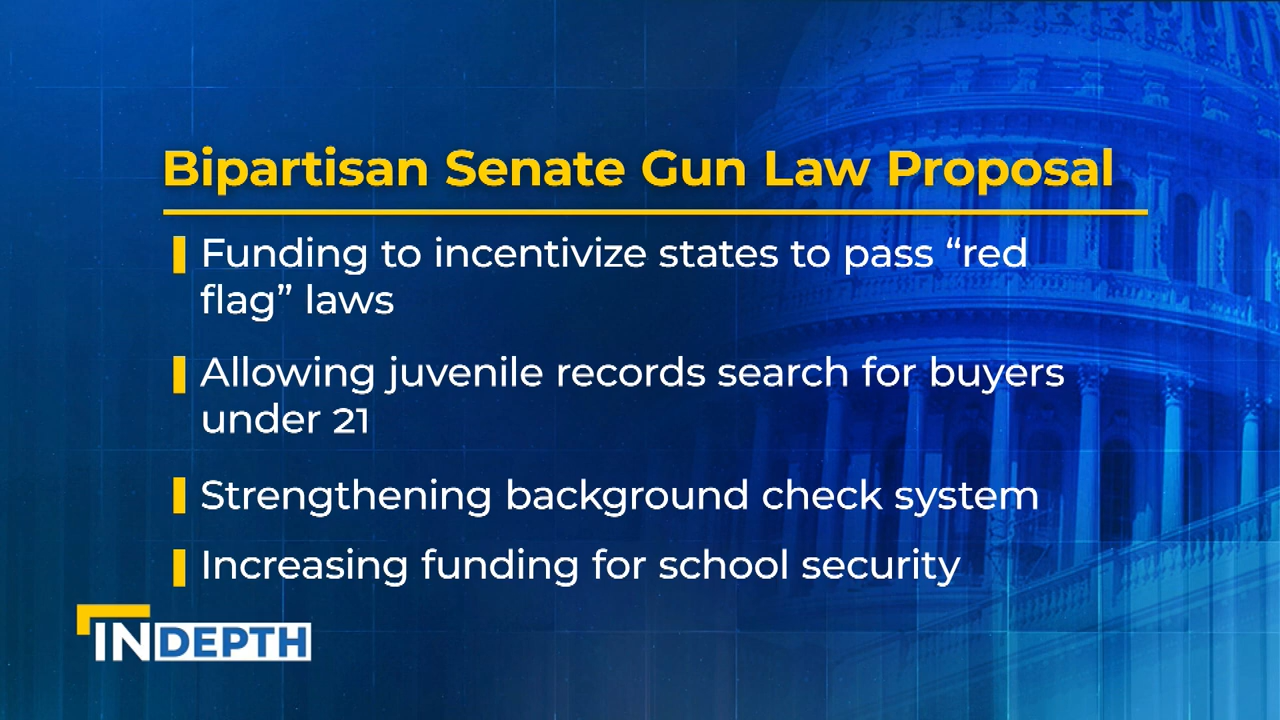 Bipartisan Senate Gun Law Proposal
Funding to incentivize states to pass “red
flag” laws
Allowing juvenile records search for buyers
under 21
Strengthening background check system
Increasing funding for school security
INDEPTH